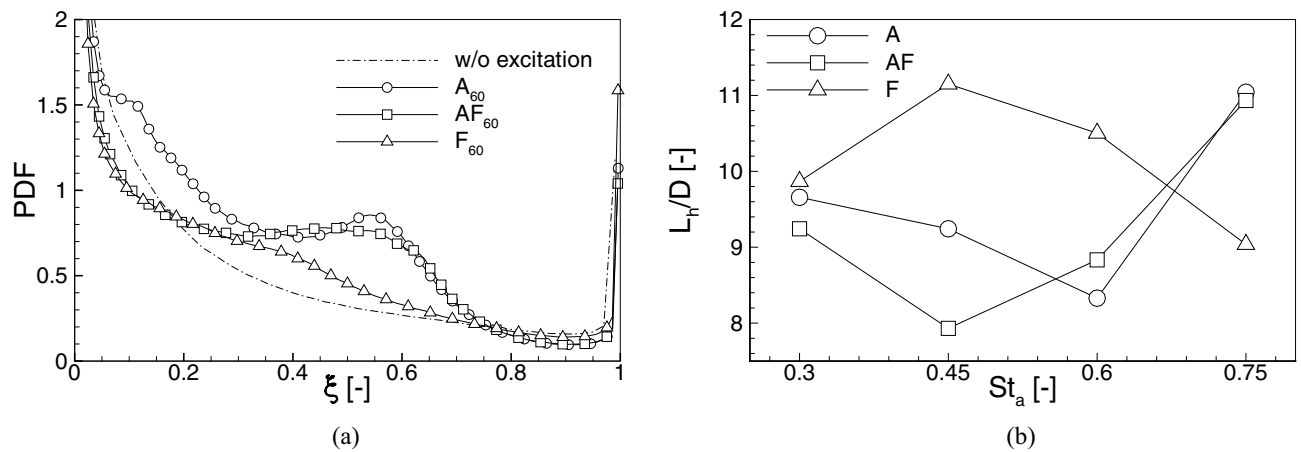 2
1.5
1
0.5
0
PDF
0
0.2
0.4
0.6
0.8
1
ξ [-]
w/o excitation
A₆₀
AF₆₀
F₆₀
(a)
12
11
10
9
8
Lₕ/D [-]
0.3
0.45
0.6
0.75
Stₐ [-]
A
AF
F
(b)